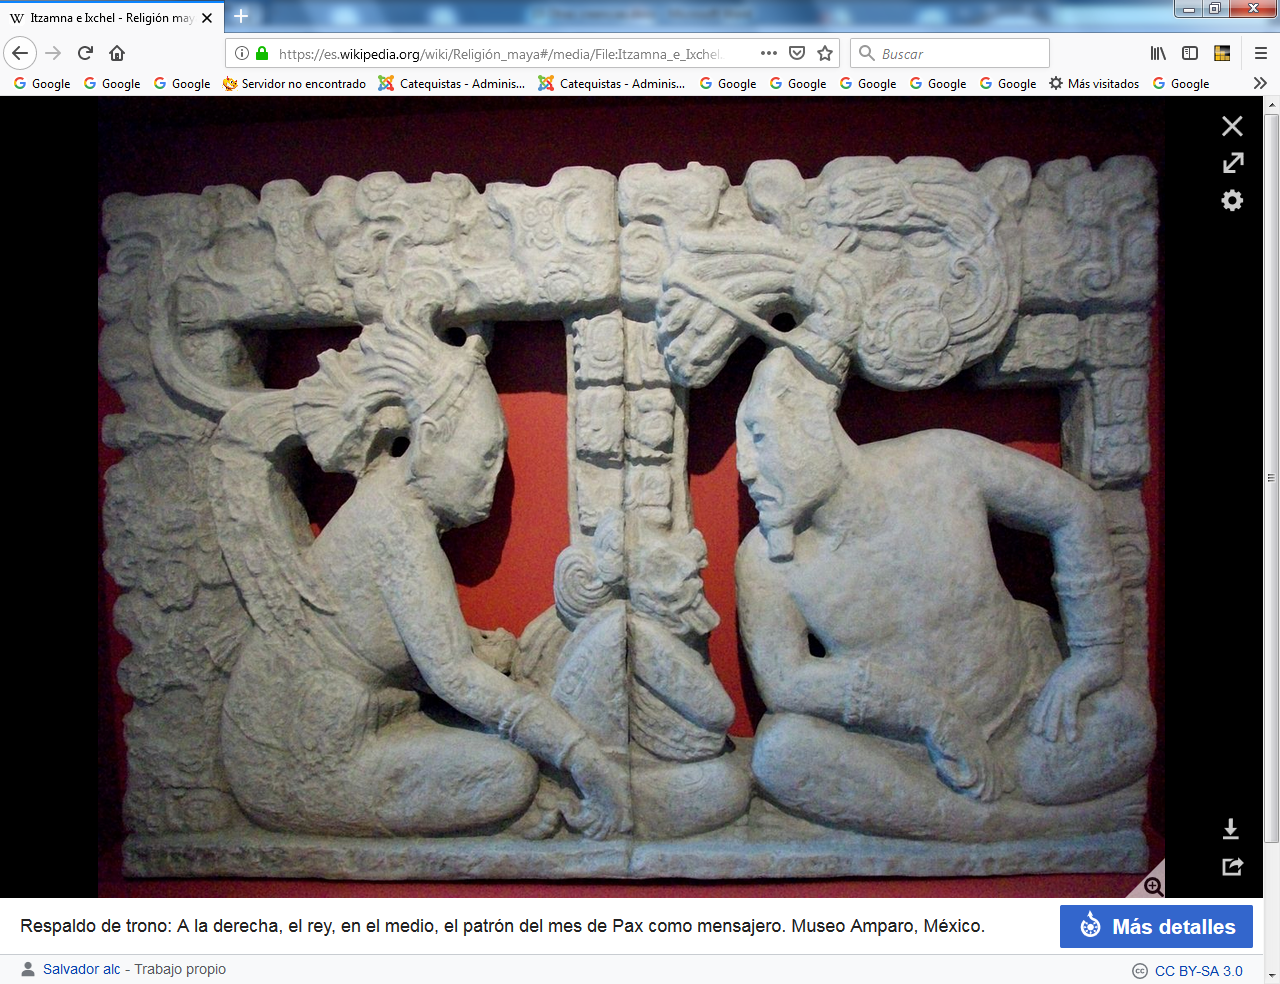 Itzamna e Ixchel - Religión may
https://es.wikipedia.org/wiki/Religión_maya#/media/File:Itzamna_e_Ixchel.
Buscar
Google Google Google Servidor no encontrado Catequistas - Adminis... Catequistas - Adminis... Google Google Google Google Google Más visitados Google
Respaldo de trono: A la derecha, el rey, en el medio, el patrón del mes de Pax como mensajero. Museo Amparo, México.
Más detalles
Salvador alc - Trabajo propio
CC BY-SA 3.0